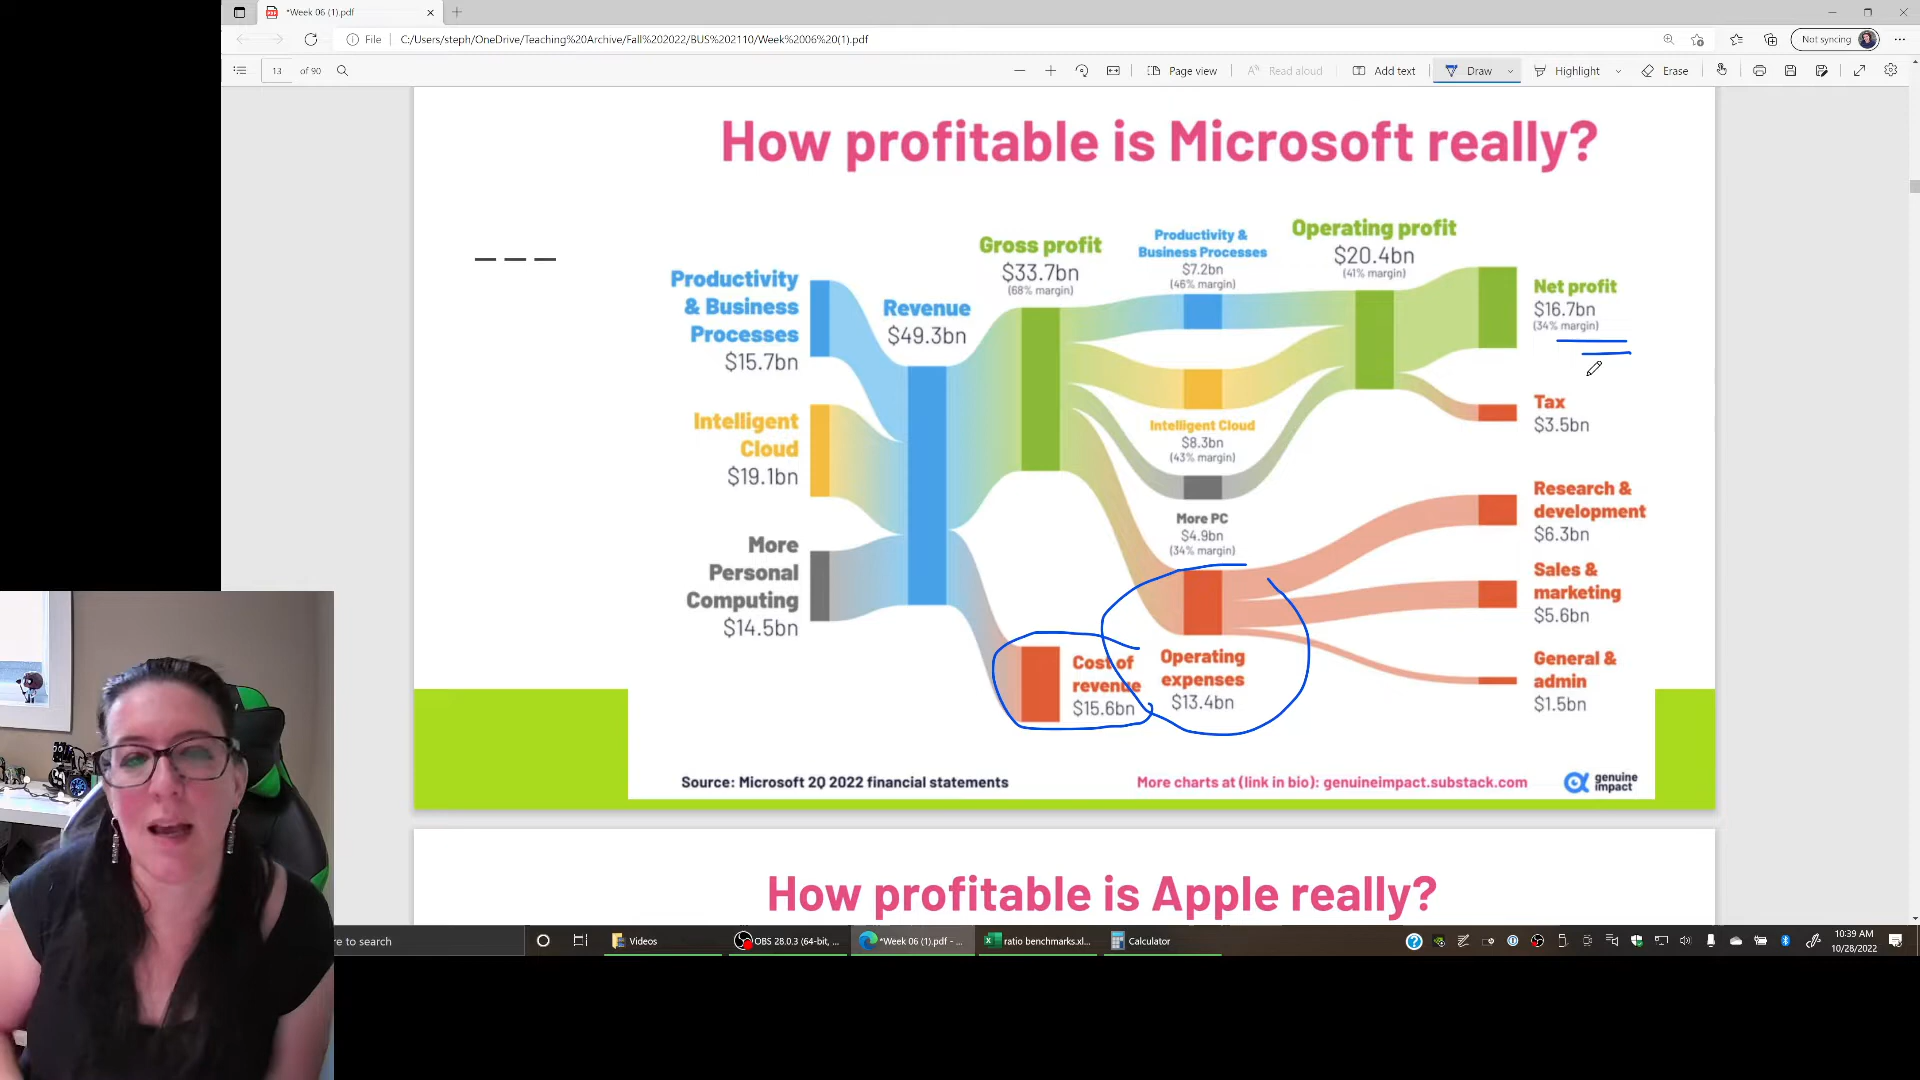 *Week 06 (1).pdf
File
C:/Users/steph/OneDrive/Teaching%20Archive/Fall%202022/BUS%202110/Week%2006%20(1).pdf
Not syncing
13 of 90
Page view
Read aloud
Add text
Draw
Highlight
Erase
How profitable is Microsoft really?
Productivity
& Business
Processes
$15.7bn
Intelligent
Cloud
$19.1bn
More
Personal
Computing
$14.5bn
Revenue
$49.3bn
Gross profit
$33.7bn
(68% margin)
Cost of
revenue
$15.6bn
Productivity &
Business Processes
$7.2bn
(46% margin)
Intelligent Cloud
$8.3bn
(43% margin)
More PC
$4.9bn
(34% margin)
Operating
expenses
$13.4bn
Operating profit
$20.4bn
(41% margin)
Net profit
$16.7bn
(34% margin)
Tax
$3.5bn
Research &
development
$6.3bn
Sales &
marketing
$5.6bn
General &
admin
$1.5bn
Source: Microsoft 2Q 2022 financial statements
More charts at (link in bio): genuineimpact.substack.com
genuine
impact
How profitable is Apple really?
re to search
Videos
OBS 28.0.3 (64-bit, ...
*Week 06 (1).pdf - ...
ratio benchmarks.xl...
Calculator
10:39 AM
10/28/2022